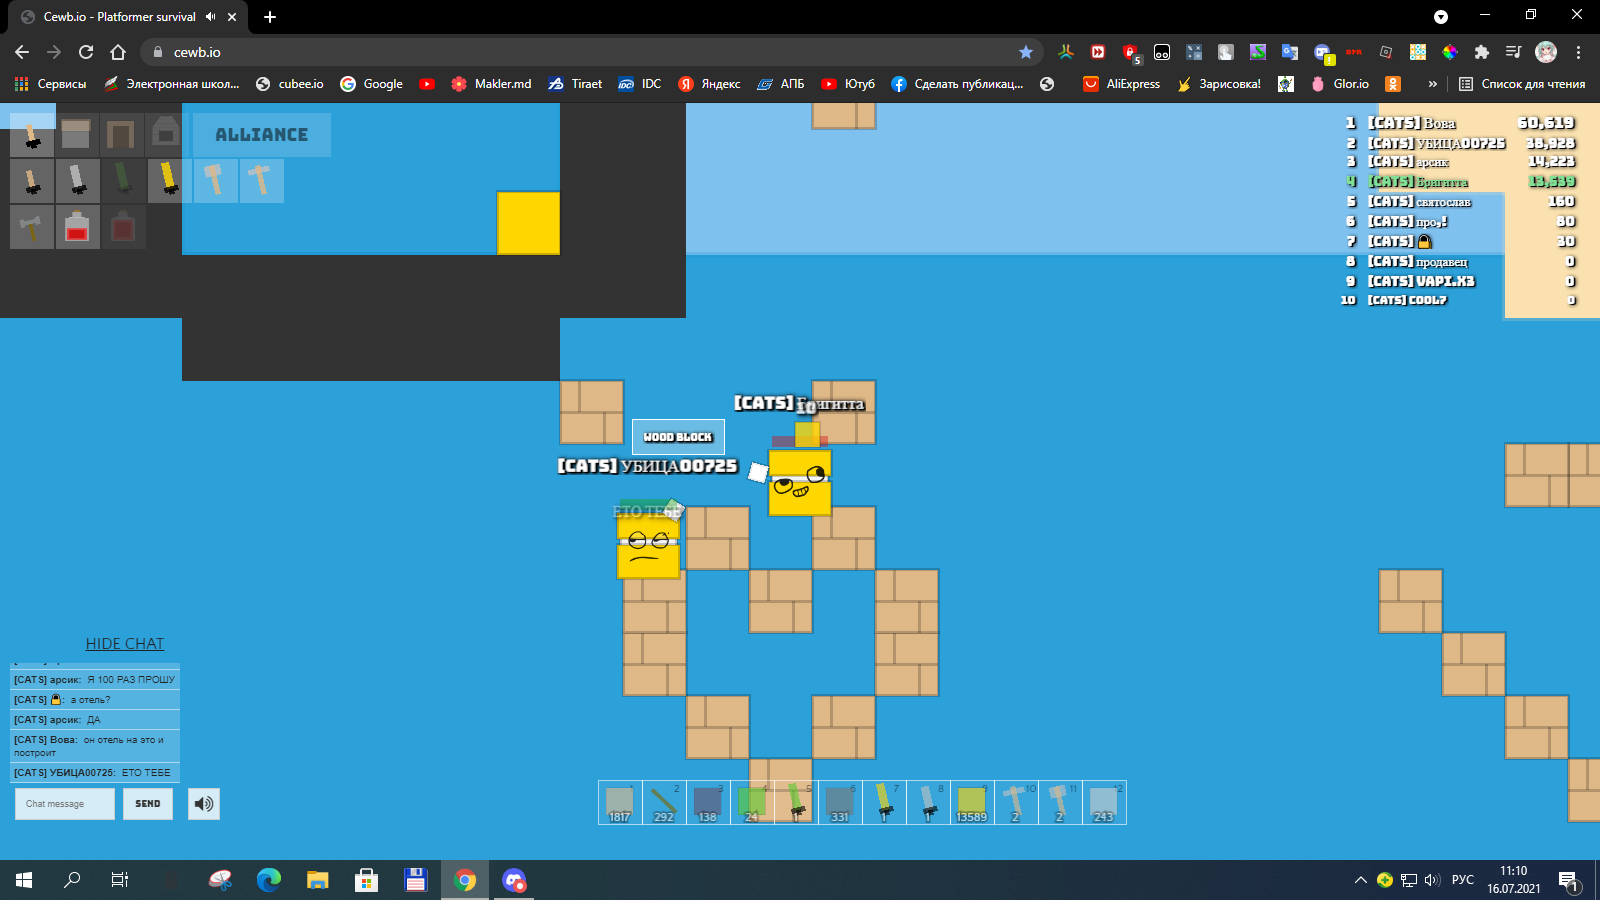 Cewb.io - Platformer survival
cewb.io
5
Сервисы
Электронная школ...
cubee.io
Google
Makler.md
Tiraet
IDC
Яндекс
АПБ
Ютуб
Сделать публикац...
AliExpress
Зарисовка!
Glor.io
»
Список для чтения
ALLIANCE
1 [CATS] Вова 60,619
2 [CATS] УБИЦА00725 38,928
3 [CATS] арсик 14,223
4 [CATS] Бригитта 13,539
5 [CATS] святослав 160
6 [CATS] про,! 80
7 [CATS] 🔒 30
8 [CATS] продавец 0
9 [CATS] VAPI.X3 0
10 [CATS] COOL7 0
[CATS] Бригитта
10
WOOD BLOCK
[CATS] УБИЦА00725
ЕТО ТЕБЕ
HIDE CHAT
[CATS] арсик: Я 100 РАЗ ПРОШУ
[CATS] 🔒: а отель?
[CATS] арсик: ДА
[CATS] Вова: он отель на это и
построит
[CATS] УБИЦА00725: ЕТО ТЕБЕ
Chat message
SEND
1 2 3 4 5 6 7 8 9 10 11 12
1817 292 138 24 1 331 1 1 13589 2 2 243
РУС
11:10
16.07.2021
1